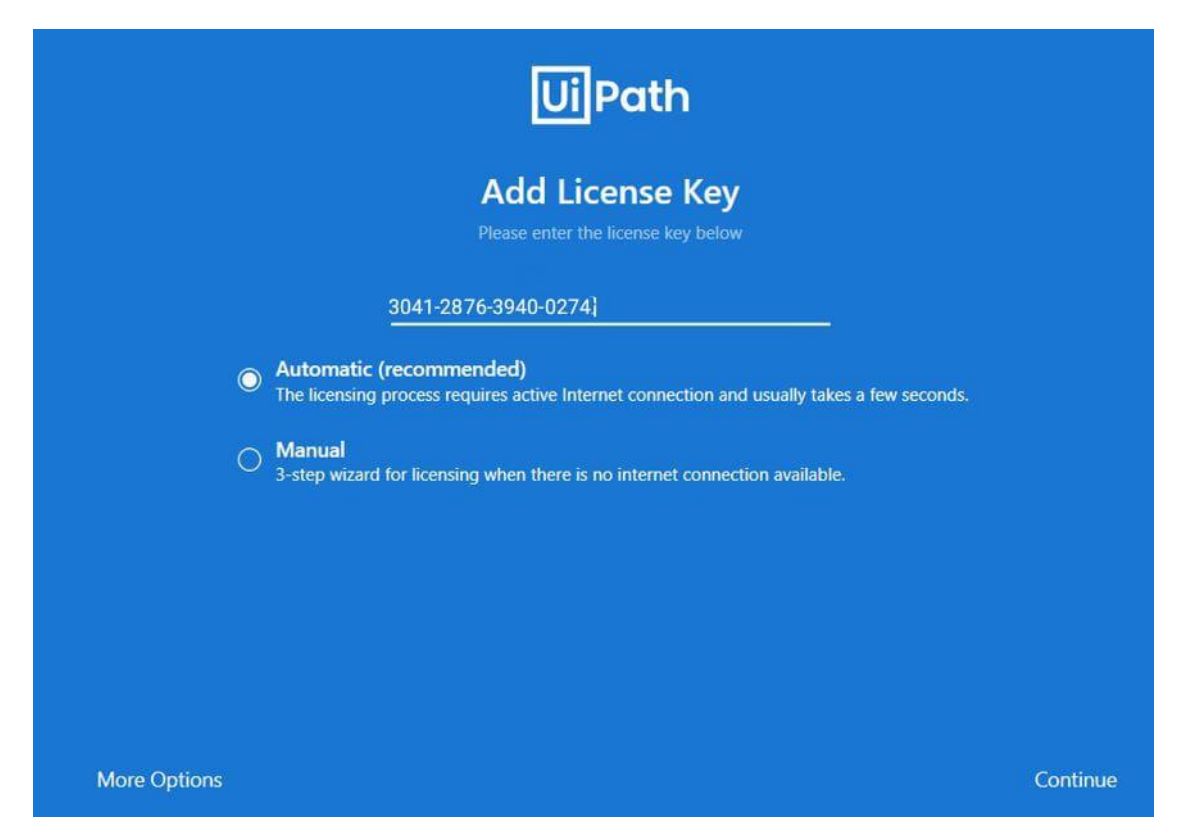 UiPath
Add License Key
Please enter the license key below
3041-2876-3940-0274
Automatic (recommended)
The licensing process requires active Internet connection and usually takes a few seconds.
Manual
3-step wizard for licensing when there is no internet connection available.
More Options
Continue